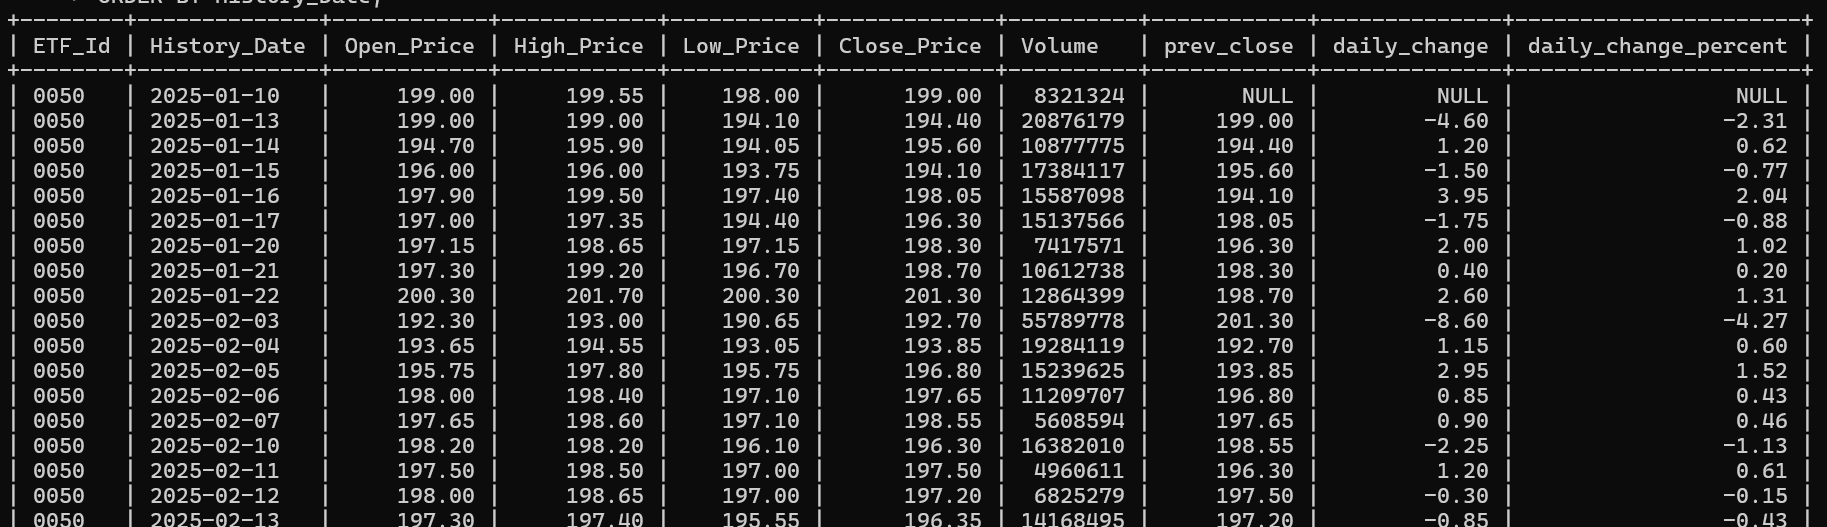 > ORDER BY History_Date;
+--------+--------------+------------+------------+-----------+-------------+----------+------------+--------------+----------------------+
| ETF_Id | History_Date | Open_Price | High_Price | Low_Price | Close_Price | Volume   | prev_close | daily_change | daily_change_percent |
+--------+--------------+------------+------------+-----------+-------------+----------+------------+--------------+----------------------+
| 0050   | 2025-01-10   |     199.00 |     199.55 |    198.00 |      199.00 |  8321324 |       NULL |         NULL |                 NULL |
| 0050   | 2025-01-13   |     199.00 |     199.00 |    194.10 |      194.40 | 20876179 |     199.00 |        -4.60 |                -2.31 |
| 0050   | 2025-01-14   |     194.70 |     195.90 |    194.05 |      195.60 | 10877775 |     194.40 |         1.20 |                 0.62 |
| 0050   | 2025-01-15   |     196.00 |     196.00 |    193.75 |      194.10 | 17384117 |     195.60 |        -1.50 |                -0.77 |
| 0050   | 2025-01-16   |     197.90 |     199.50 |    197.40 |      198.05 | 15587098 |     194.10 |         3.95 |                 2.04 |
| 0050   | 2025-01-17   |     197.00 |     197.35 |    194.40 |      196.30 | 15137566 |     198.05 |        -1.75 |                -0.88 |
| 0050   | 2025-01-20   |     197.15 |     198.65 |    197.15 |      198.30 |  7417571 |     196.30 |         2.00 |                 1.02 |
| 0050   | 2025-01-21   |     197.30 |     199.20 |    196.70 |      198.70 | 10612738 |     198.30 |         0.40 |                 0.20 |
| 0050   | 2025-01-22   |     200.30 |     201.70 |    200.30 |      201.30 | 12864399 |     198.70 |         2.60 |                 1.31 |
| 0050   | 2025-02-03   |     192.30 |     193.00 |    190.65 |      192.70 | 55789778 |     201.30 |        -8.60 |                -4.27 |
| 0050   | 2025-02-04   |     193.65 |     194.55 |    193.05 |      193.85 | 19284119 |     192.70 |         1.15 |                 0.60 |
| 0050   | 2025-02-05   |     195.75 |     197.80 |    195.75 |      196.80 | 15239625 |     193.85 |         2.95 |                 1.52 |
| 0050   | 2025-02-06   |     198.00 |     198.40 |    197.10 |      197.65 | 11209707 |     196.80 |         0.85 |                 0.43 |
| 0050   | 2025-02-07   |     197.65 |     198.60 |    197.10 |      198.55 |  5608594 |     197.65 |         0.90 |                 0.46 |
| 0050   | 2025-02-10   |     198.20 |     198.20 |    196.10 |      196.30 | 16382010 |     198.55 |        -2.25 |                -1.13 |
| 0050   | 2025-02-11   |     197.50 |     198.50 |    197.00 |      197.50 |  4960611 |     196.30 |         1.20 |                 0.61 |
| 0050   | 2025-02-12   |     198.00 |     198.65 |    197.00 |      197.20 |  6825279 |     197.50 |        -0.30 |                -0.15 |
| 0050   | 2025-02-13   |     197.30 |     197.40 |    195.55 |      196.35 | 14168495 |     197.20 |        -0.85 |                -0.43 |